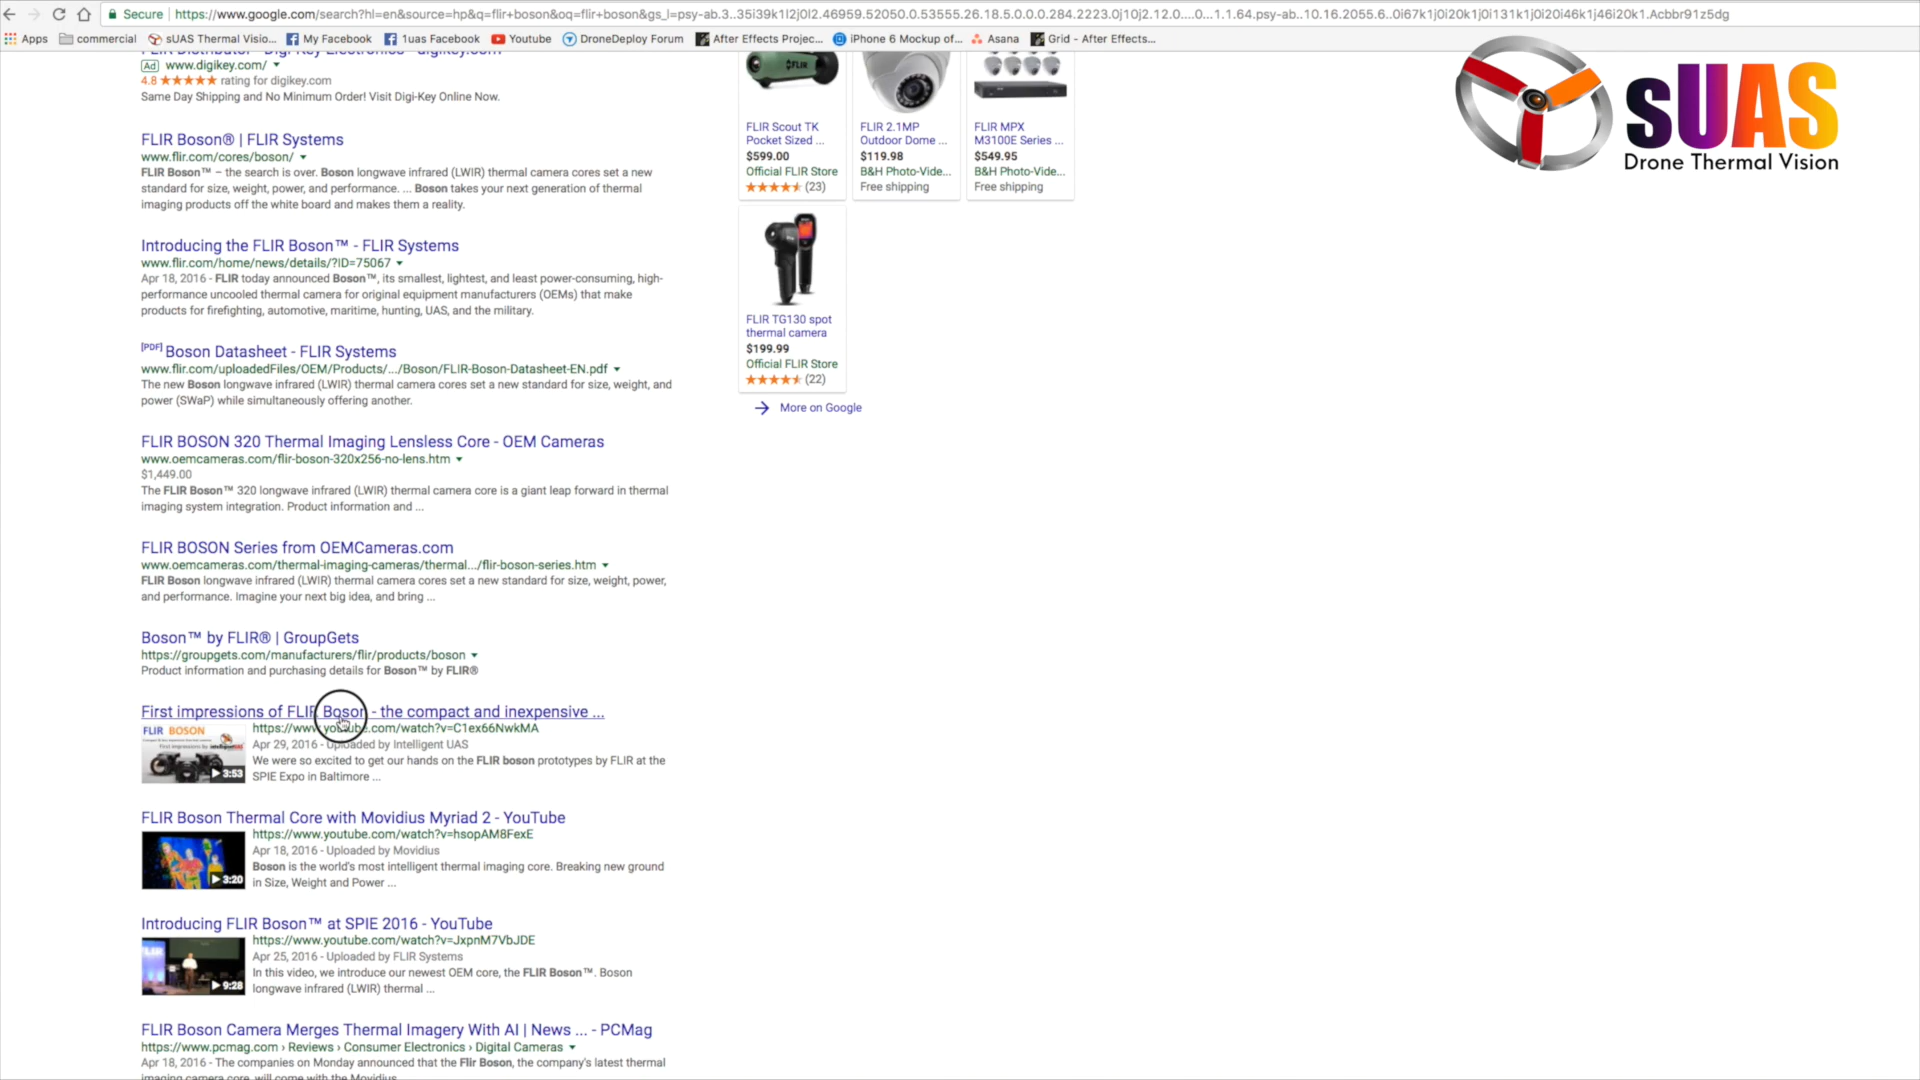 Secure | https://www.google.com/search?hl=en&source=hp&q=flir+boson&oq=flir+boson&gs_l=psy-ab.3..35i39k1l2j0l2.46959.52050.0.53555.26.18.5.0.0.0.284.2223.0j10j2.12.0....0...1.1.64.psy-ab..10.16.2055.6..0i67k1j0i20k1j0i131k1j0i20i46k1j46i20k1.Acbbr91z5dg
Apps commercial sUAS Thermal Visio... My Facebook 1uas Facebook Youtube DroneDeploy Forum After Effects Projec... iPhone 6 Mockup of... Asana Grid - After Effects...
sUAS
Drone Thermal Vision
FLIR Distributor - Digi-Key Electronics - digikey.com
Ad www.digikey.com/
4.8 ★★★★★ rating for digikey.com
Same Day Shipping and No Minimum Order! Visit Digi-Key Online Now.
FLIR Boson® | FLIR Systems
www.flir.com/cores/boson/
FLIR Boson™ – the search is over. Boson longwave infrared (LWIR) thermal camera cores set a new
standard for size, weight, power, and performance. ... Boson takes your next generation of thermal
imaging products off the white board and makes them a reality.
Introducing the FLIR Boson™ - FLIR Systems
www.flir.com/home/news/details/?ID=75067
Apr 18, 2016 - FLIR today announced Boson™, its smallest, lightest, and least power-consuming, high-
performance uncooled thermal camera for original equipment manufacturers (OEMs) that make
products for firefighting, automotive, maritime, hunting, UAS, and the military.
[PDF] Boson Datasheet - FLIR Systems
www.flir.com/uploadedFiles/OEM/Products/.../Boson/FLIR-Boson-Datasheet-EN.pdf
The new Boson longwave infrared (LWIR) thermal camera cores set a new standard for size, weight, and
power (SWaP) while simultaneously offering another.
FLIR BOSON 320 Thermal Imaging Lensless Core - OEM Cameras
www.oemcameras.com/flir-boson-320x256-no-lens.htm
$1,449.00
The FLIR Boson™ 320 longwave infrared (LWIR) thermal camera core is a giant leap forward in thermal
imaging system integration. Product information and ...
FLIR BOSON Series from OEMCameras.com
www.oemcameras.com/thermal-imaging-cameras/thermal.../flir-boson-series.htm
FLIR Boson longwave infrared (LWIR) thermal camera cores set a new standard for size, weight, power,
and performance. Imagine your next big idea, and bring ...
Boson™ by FLIR® | GroupGets
https://groupgets.com/manufacturers/flir/products/boson
Product information and purchasing details for Boson™ by FLIR®
First impressions of FLIR Boson - the compact and inexpensive ...
FLIR BOSON
3:53
https://www.youtube.com/watch?v=C1ex66NwkMA
Apr 29, 2016 - Uploaded by Intelligent UAS
We were so excited to get our hands on the FLIR boson prototypes by FLIR at the
SPIE Expo in Baltimore ...
FLIR Boson Thermal Core with Movidius Myriad 2 - YouTube
3:20
https://www.youtube.com/watch?v=hsopAM8FexE
Apr 18, 2016 - Uploaded by Movidius
Boson is the world's most intelligent thermal imaging core. Breaking new ground
in Size, Weight and Power ...
Introducing FLIR Boson™ at SPIE 2016 - YouTube
9:28
https://www.youtube.com/watch?v=JxpnM7VbJDE
Apr 25, 2016 - Uploaded by FLIR Systems
In this video, we introduce our newest OEM core, the FLIR Boson™. Boson
longwave infrared (LWIR) thermal ...
FLIR Boson Camera Merges Thermal Imagery With AI | News ... - PCMag
https://www.pcmag.com › Reviews › Consumer Electronics › Digital Cameras
Apr 18, 2016 - The companies on Monday announced that the Flir Boson, the company's latest thermal
imaging camera core, will come with the Movidius
FLIR
FLIR Scout TK
Pocket Sized ...
$599.00
Official FLIR Store
(23)
FLIR 2.1MP
Outdoor Dome ...
$119.98
B&H Photo-Vide...
Free shipping
FLIR MPX
M3100E Series ...
$549.95
B&H Photo-Vide...
Free shipping
FLIR TG130 spot
thermal camera
$199.99
Official FLIR Store
(22)
More on Google